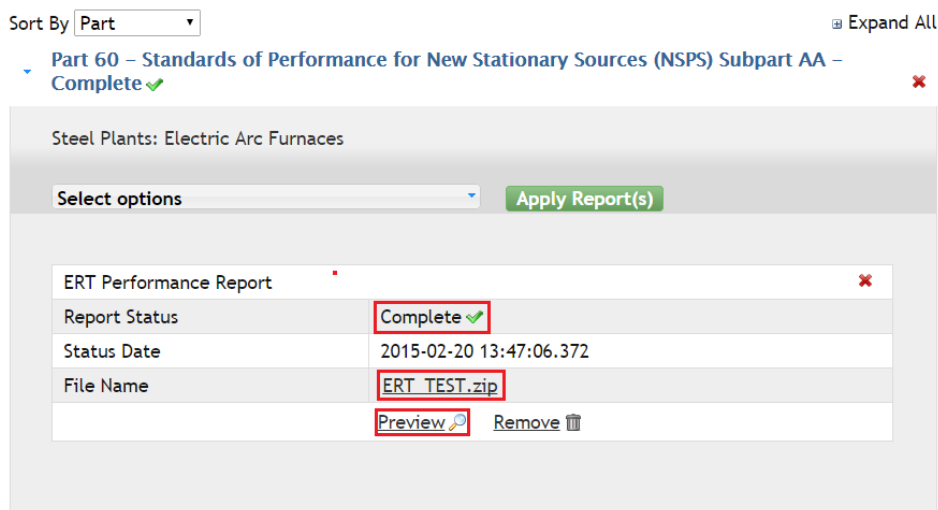 Sort By Part Expand All
Part 60 – Standards of Performance for New Stationary Sources (NSPS) Subpart AA –
Complete
Steel Plants: Electric Arc Furnaces
Select options Apply Report(s)
ERT Performance Report
Report Status Complete
Status Date 2015-02-20 13:47:06.372
File Name ERT_TEST.zip
Preview Remove